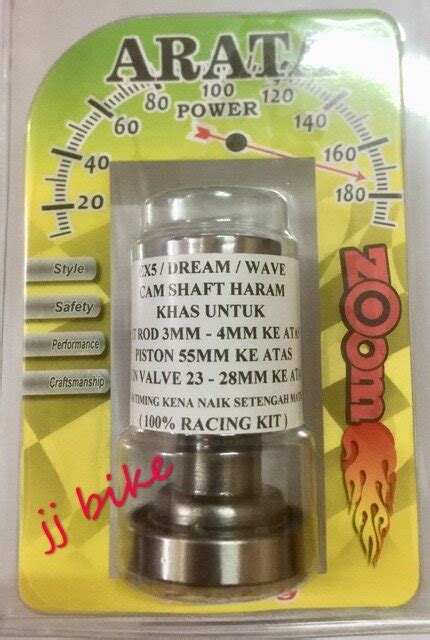 ARATA
20 40 60 80 100 120 140 160 180
POWER
Style
Safety
Performance
Craftsmanship
EX5 / DREAM / WAVE
CAM SHAFT HARAM
KHAS UNTUK
ROD 3MM - 4MM KE ATAS
PISTON 55MM KE ATAS
VALVE 23 - 28MM KE ATA
TIMING KENA NAIK SETENGAH
( 100% RACING KIT )
zoom
jj bike